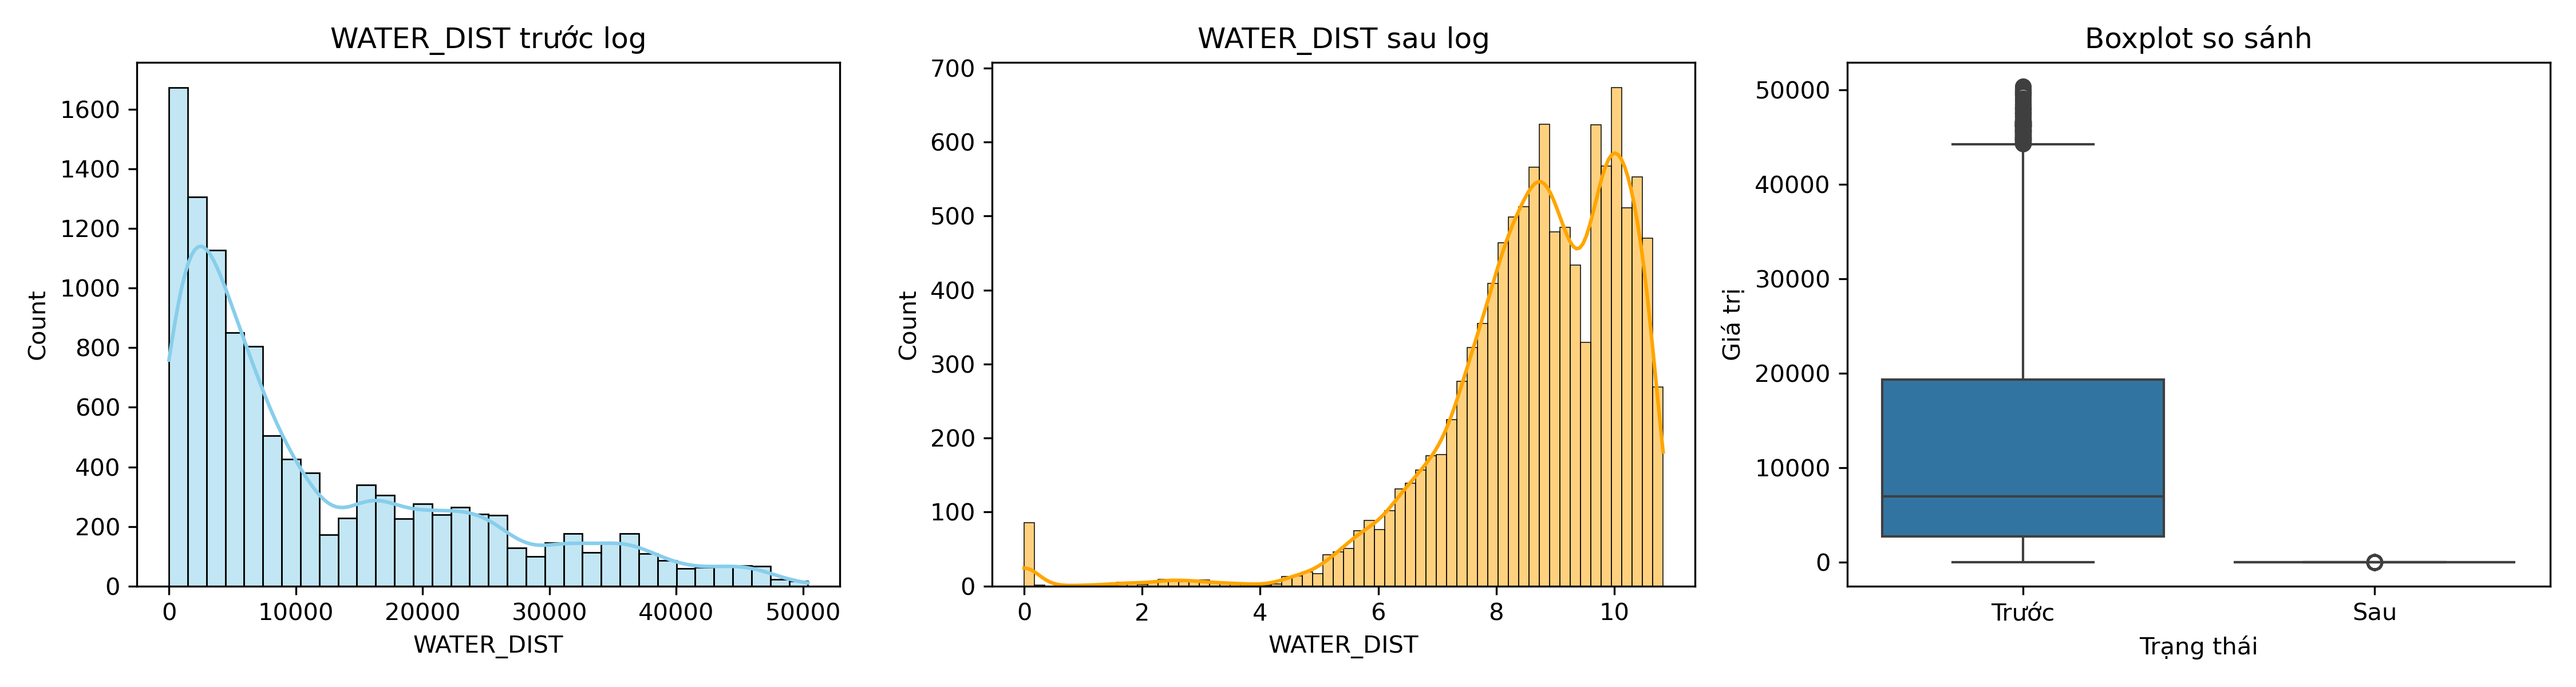 WATER_DIST trước log
1600
1400
1200
1000
800
600
400
200
0
Count
0 10000 20000 30000 40000 50000
WATER_DIST
WATER_DIST sau log
700
600
500
400
300
200
100
0
Count
0 2 4 6 8 10
WATER_DIST
Boxplot so sánh
50000
40000
30000
20000
10000
0
Giá trị
Trước Sau
Trạng thái